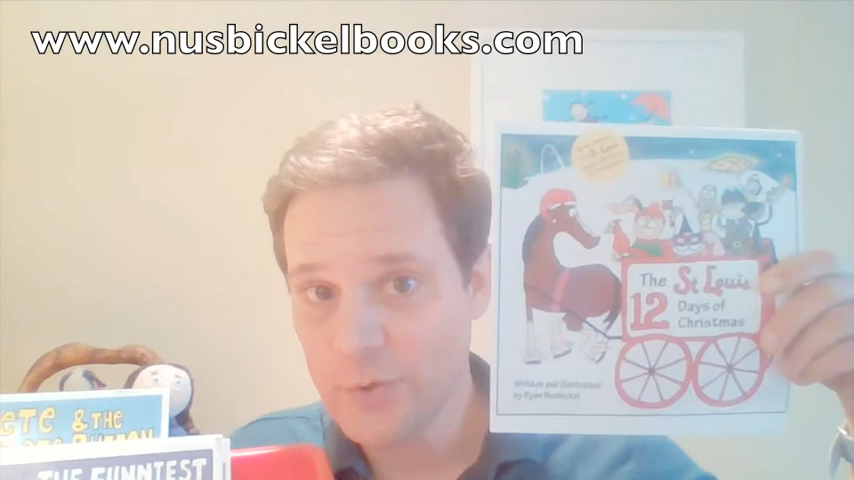 www.nusbickelbooks.com
The St Louis
12 Days of
Christmas
Written and Illustrated
by Ryan Nusbickel
ETE & THE
BUTTON
THE FUNNIEST